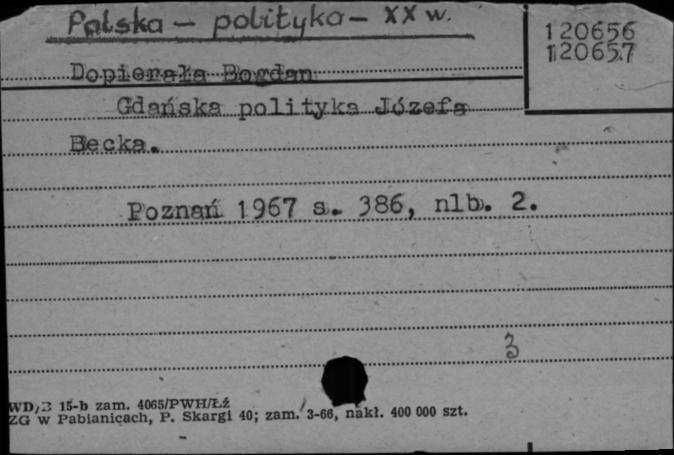 Polska - polityka - XX w.
120656
120657
Dopierała Bogdan
Gdańska polityka Józefa
Becka.
Poznań 1967 s. 386, nlb. 2.
3
WD/3 15-b zam. 4065/PWH/Łź
ZG w Pabianicach, P. Skargi 40; zam. 3-66, nakł. 400 000 szt.